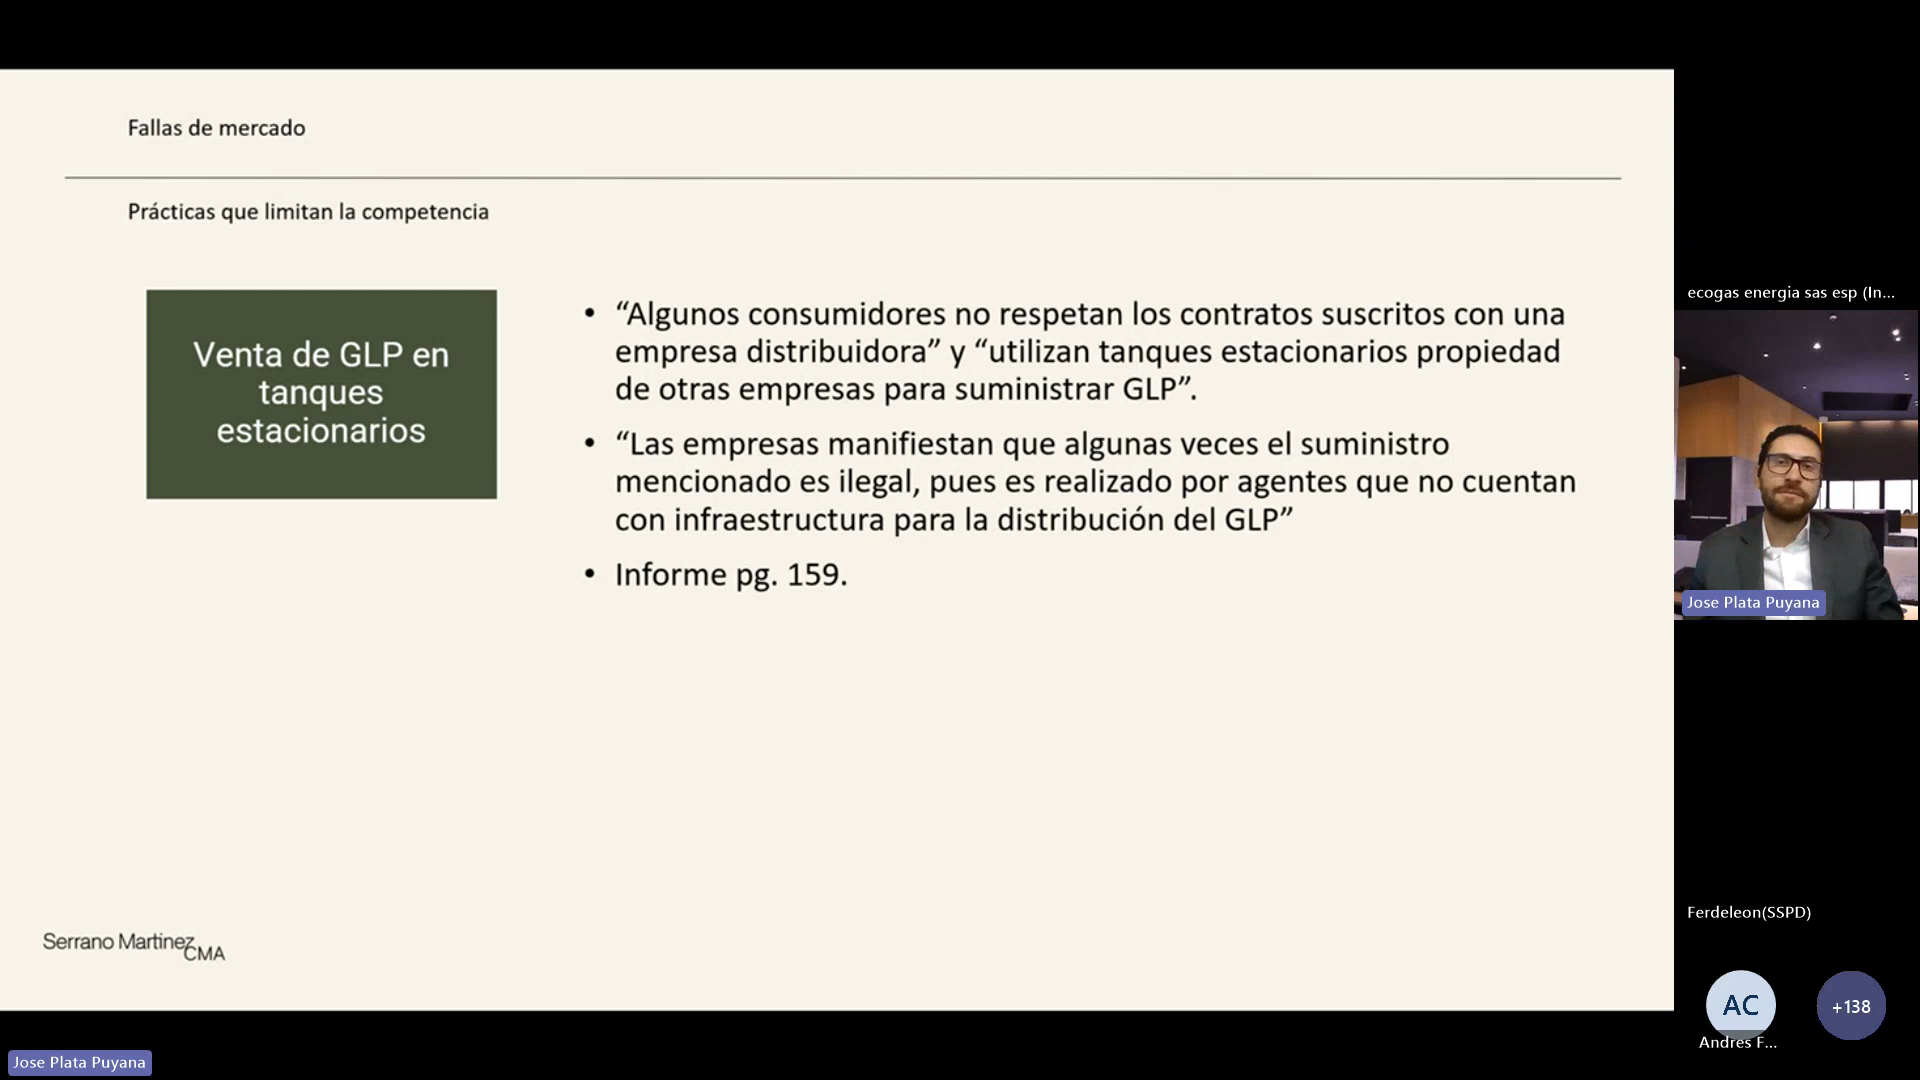 Fallas de mercado
Prácticas que limitan la competencia
Venta de GLP en
tanques
estacionarios
• “Algunos consumidores no respetan los contratos suscritos con una
empresa distribuidora” y “utilizan tanques estacionarios propiedad
de otras empresas para suministrar GLP”.
• “Las empresas manifiestan que algunas veces el suministro
mencionado es ilegal, pues es realizado por agentes que no cuentan
con infraestructura para la distribución del GLP”
• Informe pg. 159.
Serrano Martinez
CMA
Jose Plata Puyana
ecogas energia sas esp (In...
Jose Plata Puyana
Ferdeleon(SSPD)
AC
+138
Andres F...